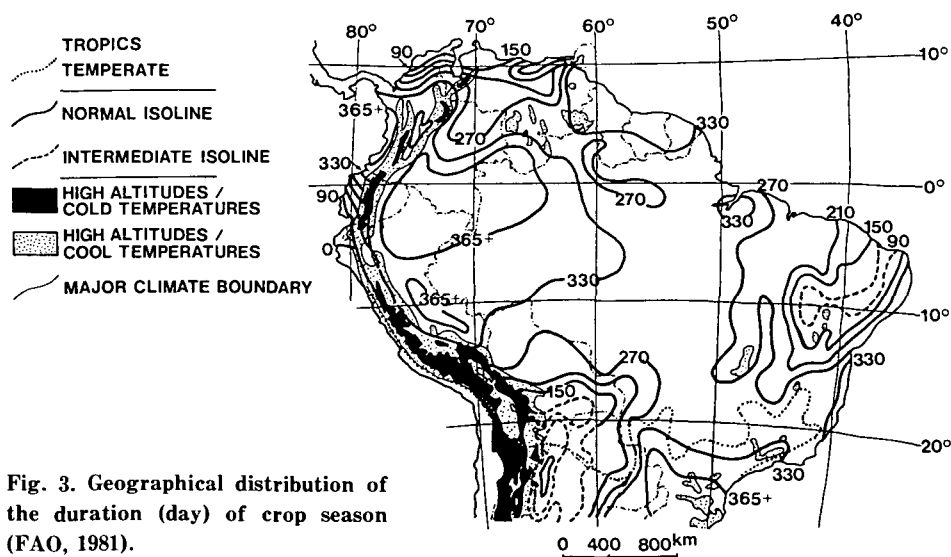 TROPICS
TEMPERATE
NORMAL ISOLINE
INTERMEDIATE ISOLINE
HIGH ALTITUDES /
COLD TEMPERATURES
HIGH ALTITUDES /
COOL TEMPERATURES
MAJOR CLIMATE BOUNDARY
80° 70° 60° 50° 40°
90 150 10°
365+
270 330
330 0°
90 270 330 270 210 150 90
0 365+
330
365+ 10°
330
270
150
20°
330
365+
Fig. 3. Geographical distribution of
the duration (day) of crop season
(FAO, 1981).
0 400 800km